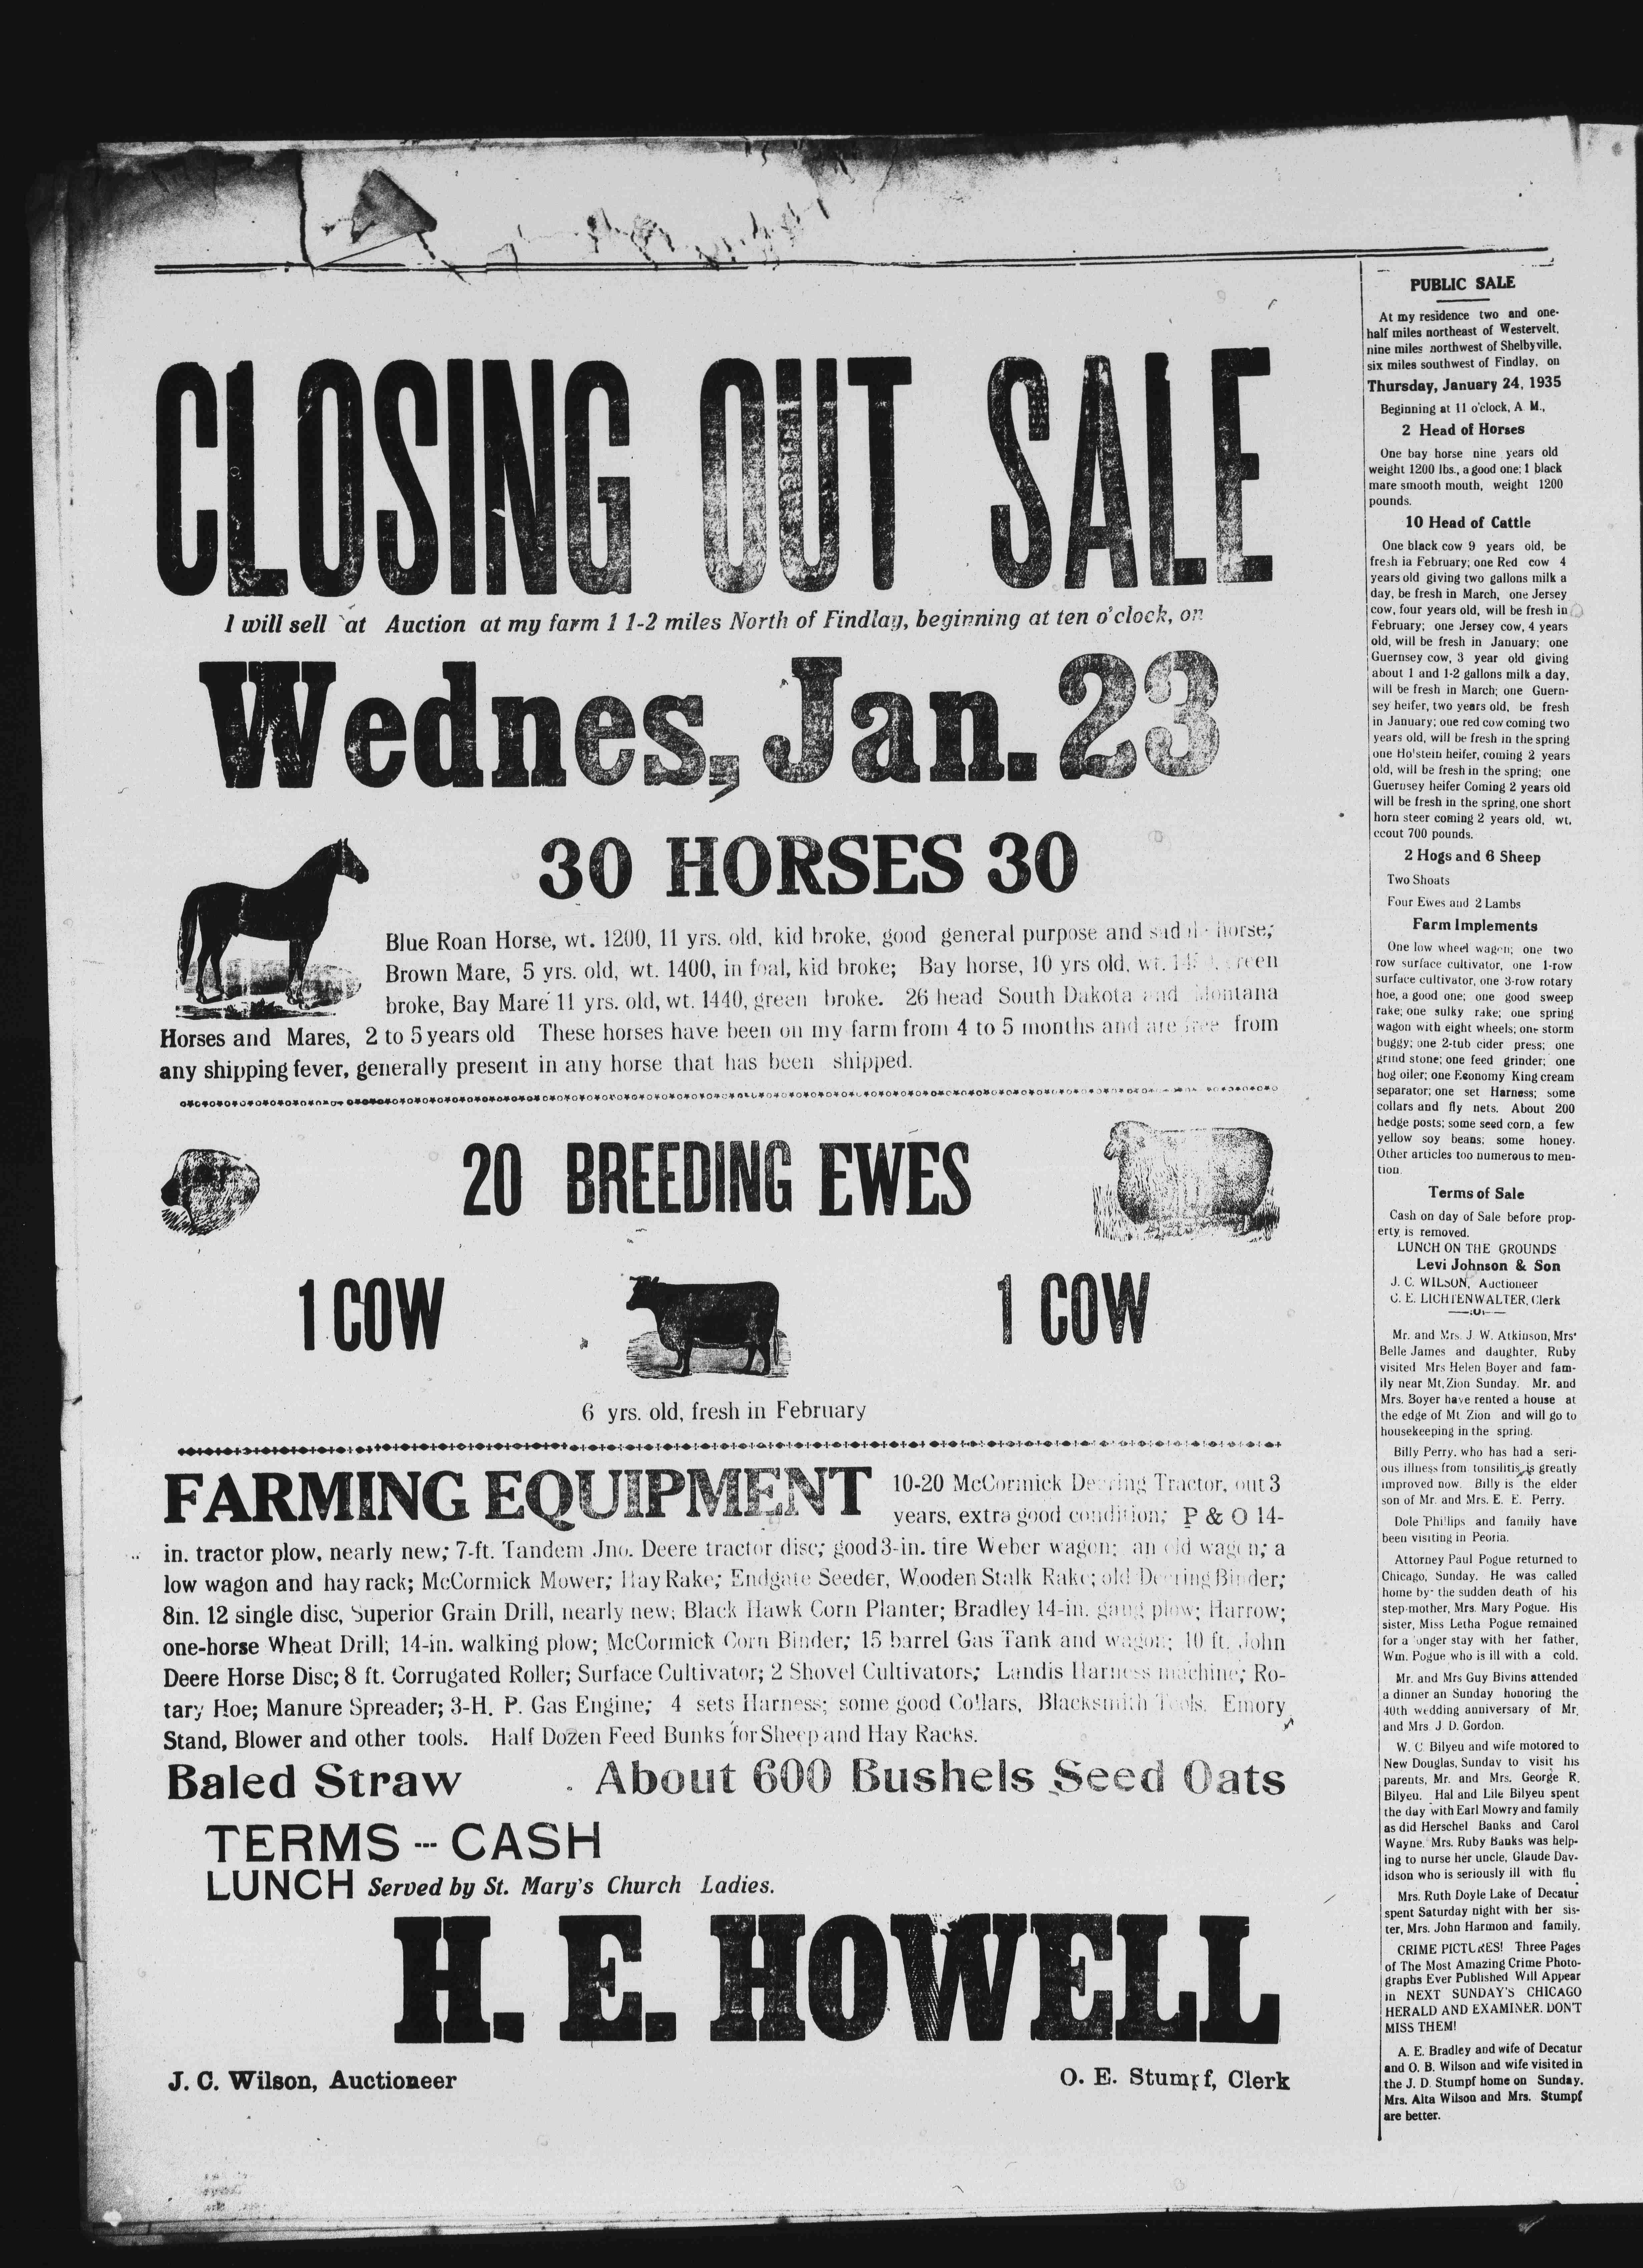 CLOSING OUT SALE
I will sell at Auction at my farm 1 1-2 miles North of Findlay, beginning at ten o'clock, on
Wednes, Jan. 23
30 HORSES 30
Blue Roan Horse, wt. 1200, 11 yrs. old, kid broke, good general purpose and horse;
Brown Mare, 5 yrs. old, wt. 1400, in foal, kid broke; Bay horse, 10 yrs old, wt.
broke, Bay Mare 11 yrs. old, wt. 1440, green broke. 26 head South Dakota and Montana
Horses and Mares, 2 to 5 years old These horses have been on my farm from 4 to 5 months and are free from
any shipping fever, generally present in any horse that has been shipped.
20 BREEDING EWES
1 COW
1 COW
6 yrs. old, fresh in February
FARMING EQUIPMENT 10-20 McCormick Deering Tractor, out 3
years, extra good condition; P & O 14-
in. tractor plow, nearly new; 7-ft. Tandem Jno. Deere tractor disc; good 3-in. tire Weber wagon; an old wagon; a
low wagon and hay rack; McCormick Mower; Hay Rake; Endgate Seeder, Wooden Stalk Rake; old Deering Binder;
8in. 12 single disc, Superior Grain Drill, nearly new; Black Hawk Corn Planter; Bradley 14-in. gang plow; Harrow;
one-horse Wheat Drill; 14-in. walking plow; McCormick Corn Binder; 15 barrel Gas Tank and wagon; 10 ft. John
Deere Horse Disc; 8 ft. Corrugated Roller; Surface Cultivator; 2 Shovel Cultivators; Landis Harness machine; Ro-
tary Hoe; Manure Spreader; 3-H. P. Gas Engine; 4 sets Harness; some good Collars, Blacksmith Tools, Emory
Stand, Blower and other tools. Half Dozen Feed Bunks for Sheep and Hay Racks.
Baled Straw About 600 Bushels Seed Oats
TERMS --- CASH
LUNCH Served by St. Mary's Church Ladies.
H. E. HOWELL
J. C. Wilson, Auctioneer O. E. Stumpf, Clerk
PUBLIC SALE
At my residence two and one-
half miles northeast of Westervelt,
nine miles northwest of Shelbyville,
six miles southwest of Findlay, on
Thursday, January 24, 1935
Beginning at 11 o'clock, A. M.,
2 Head of Horses
One bay horse nine years old
weight 1200 lbs., a good one; 1 black
mare smooth mouth, weight 1200
pounds.
10 Head of Cattle
One black cow 9 years old, be
fresh ia February; one Red cow 4
years old giving two gallons milk a
day, be fresh in March, one Jersey
cow, four years old, will be fresh in
February; one Jersey cow, 4 years
old, will be fresh in January; one
Guernsey cow, 3 year old giving
about 1 and 1-2 gallons milk a day,
will be fresh in March; one Guern-
sey heifer, two years old, be fresh
in January; one red cow coming two
years old, will be fresh in the spring
one Ho'stein heifer, coming 2 years
old, will be fresh in the spring; one
Guernsey heifer Coming 2 years old
will be fresh in the spring, one short
horn steer coming 2 years old, wt.
ccout 700 pounds.
2 Hogs and 6 Sheep
Two Shoats
Four Ewes and 2 Lambs
Farm Implements
One low wheel wagon; one two
row surface cultivator, one 1-row
surface cultivator, one 3-row rotary
hoe, a good one; one good sweep
rake; one sulky rake; one spring
wagon with eight wheels; one storm
buggy; one 2-tub cider press; one
grind stone; one feed grinder; one
hog oiler; one Economy King cream
separator; one set Harness; some
collars and fly nets. About 200
hedge posts; some seed corn, a few
yellow soy beans; some honey.
Other articles too numerous to men-
tion.
Terms of Sale
Cash on day of Sale before prop-
erty is removed.
LUNCH ON THE GROUNDS
Levi Johnson & Son
J. C. WILSON, Auctioneer
C. E. LICHTENWALTER, Clerk
Mr. and Mrs. J. W. Atkinson, Mrs'
Belle James and daughter, Ruby
visited Mrs Helen Boyer and fam-
ily near Mt. Zion Sunday. Mr. and
Mrs. Boyer have rented a house at
the edge of Mt Zion and will go to
housekeeping in the spring.
Billy Perry, who has had a seri-
ous illness from tonsilitis, is greatly
improved now. Billy is the elder
son of Mr. and Mrs. E. E. Perry.
Dole Phillips and family have
been visiting in Peoria.
Attorney Paul Pogue returned to
Chicago, Sunday. He was called
home by the sudden death of his
step-mother, Mrs. Mary Pogue. His
sister, Miss Letha Pogue remained
for a longer stay with her father,
Wm. Pogue who is ill with a cold.
Mr. and Mrs Guy Bivins attended
a dinner an Sunday honoring the
40th wedding anniversary of Mr.
and Mrs J. D. Gordon.
W. C. Bilyeu and wife motored to
New Douglas, Sunday to visit his
parents, Mr. and Mrs. George R.
Bilyeu. Hal and Lile Bilyeu spent
the day with Earl Mowry and family
as did Herschel Banks and Carol
Wayne. Mrs. Ruby Banks was help-
ing to nurse her uncle, Glaude Dav-
idson who is seriously ill with flu.
Mrs. Ruth Doyle Lake of Decatur
spent Saturday night with her sis-
ter, Mrs. John Harmon and family.
CRIME PICTURES! Three Pages
of The Most Amazing Crime Photo-
graphs Ever Published Will Appear
in NEXT SUNDAY'S CHICAGO
HERALD AND EXAMINER. DON'T
MISS THEM!
A. E. Bradley and wife of Decatur
and O. B. Wilson and wife visited in
the J. D. Stumpf home on Sunday.
Mrs. Alta Wilson and Mrs. Stumpf
are better.